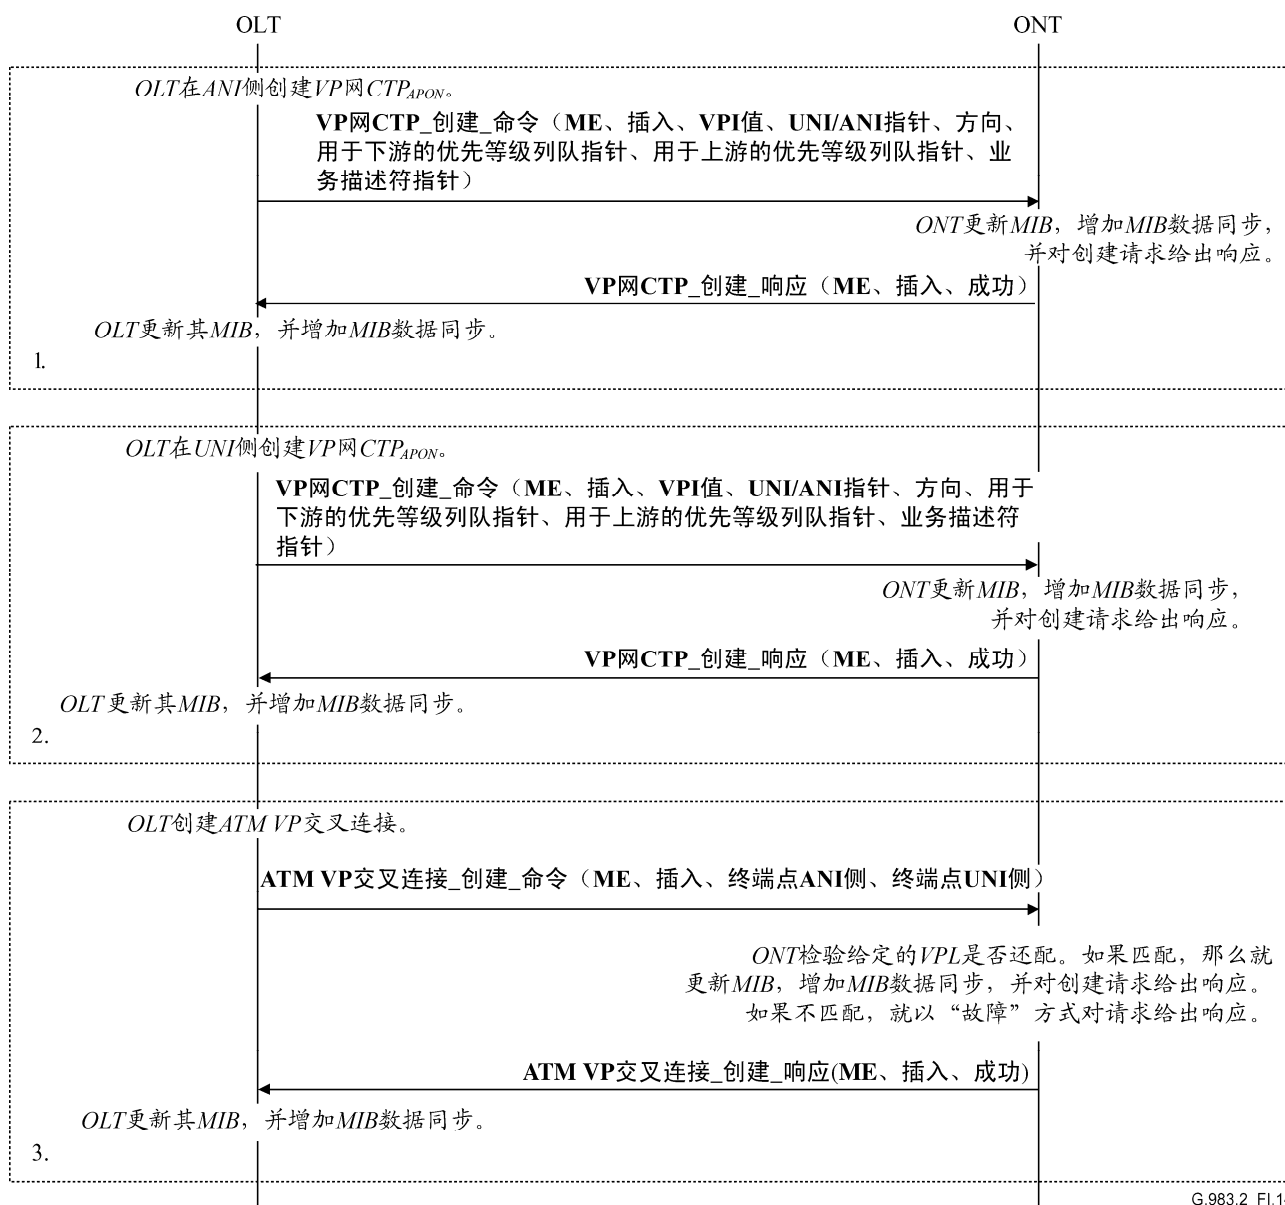 OLT
ONT
OLT在ANI侧创建VP网CTPAPON。
VP网CTP_创建_命令（ME、插入、VPI值、UNI/ANI指针、方向、
用于下游的优先等级列队指针、用于上游的优先等级列队指针、业
务描述符指针）
ONT更新MIB，增加MIB数据同步，
并对创建请求给出响应。
VP网CTP_创建_响应（ME、插入、成功）
OLT更新其MIB，并增加MIB数据同步。
1.
OLT在UNI侧创建VP网CTPAPON。
VP网CTP_创建_命令（ME、插入、VPI值、UNI/ANI指针、方向、用于
下游的优先等级列队指针、用于上游的优先等级列队指针、业务描述符
指针）
ONT更新MIB，增加MIB数据同步，
并对创建请求给出响应。
VP网CTP_创建_响应（ME、插入、成功）
OLT更新其MIB，并增加MIB数据同步。
2.
OLT创建ATM VP交叉连接。
ATM VP交叉连接_创建_命令（ME、插入、终端点ANI侧、终端点UNI侧）
ONT检验给定的VPL是否还配。如果匹配，那么就
更新MIB，增加MIB数据同步，并对创建请求给出响应。
如果不匹配，就以“故障”方式对请求给出响应。
ATM VP交叉连接_创建_响应(ME、插入、成功)
OLT更新其MIB，并增加MIB数据同步。
3.
G.983.2_FI.1